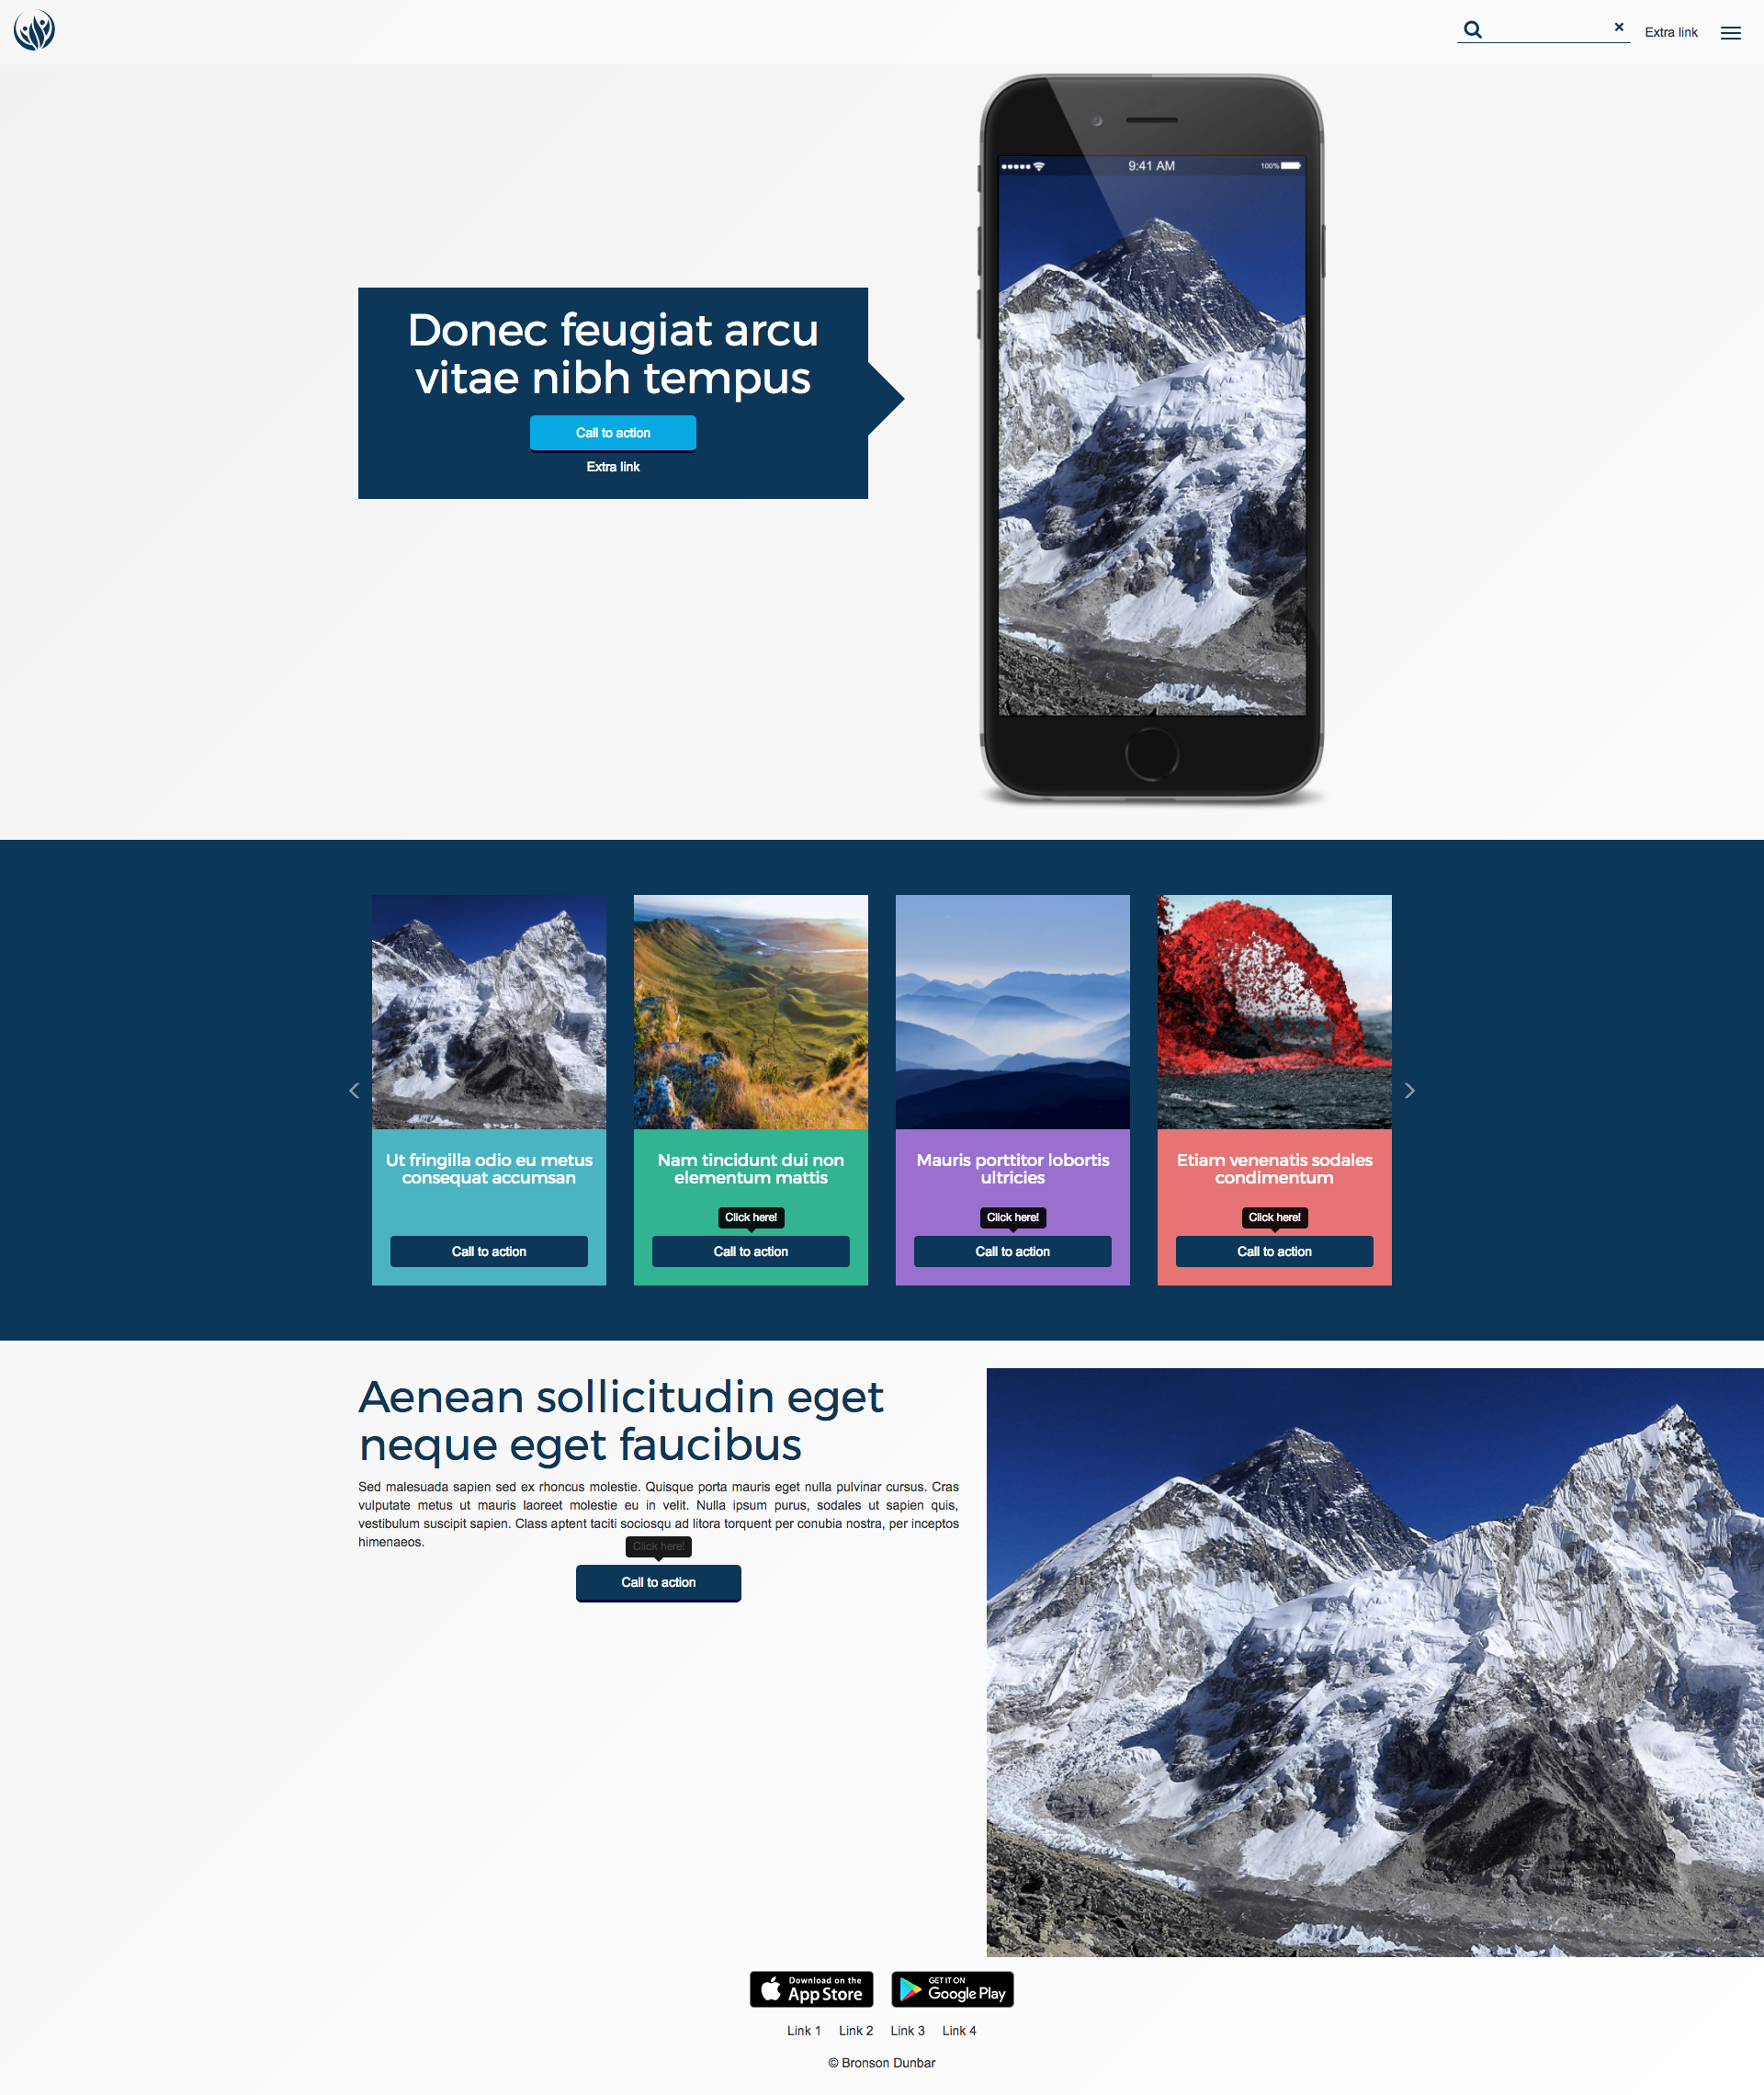 Extra link
9:41 AM
100%
Donec feugiat arcu
vitae nibh tempus
Call to action
Extra link
Ut fringilla odio eu metus
consequat accumsan
Call to action
Nam tincidunt dui non
elementum mattis
Click here!
Call to action
Mauris porttitor lobortis
ultricies
Click here!
Call to action
Etiam venenatis sodales
condimentum
Click here!
Call to action
Aenean sollicitudin eget
neque eget faucibus
Sed malesuada sapien sed ex rhoncus molestie. Quisque porta mauris eget nulla pulvinar cursus. Cras
vulputate metus ut mauris laoreet molestie eu in velit. Nulla ipsum purus, sodales ut sapien quis,
vestibulum suscipit sapien. Class aptent taciti sociosqu ad litora torquent per conubia nostra, per inceptos
himenaeos.
Click here!
Call to action
Download on the
App Store
GET IT ON
Google Play
Link 1 Link 2 Link 3 Link 4
© Bronson Dunbar